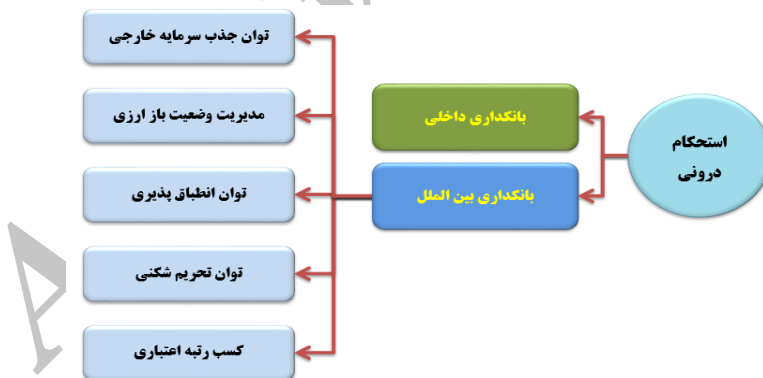 استحکام
درونی
بانکداری داخلی
بانکداری بین الملل
توان جذب سرمایه خارجی
مدیریت وضعیت باز ارزی
توان انطباق پذیری
توان تحریم شکنی
کسب رتبه اعتباری